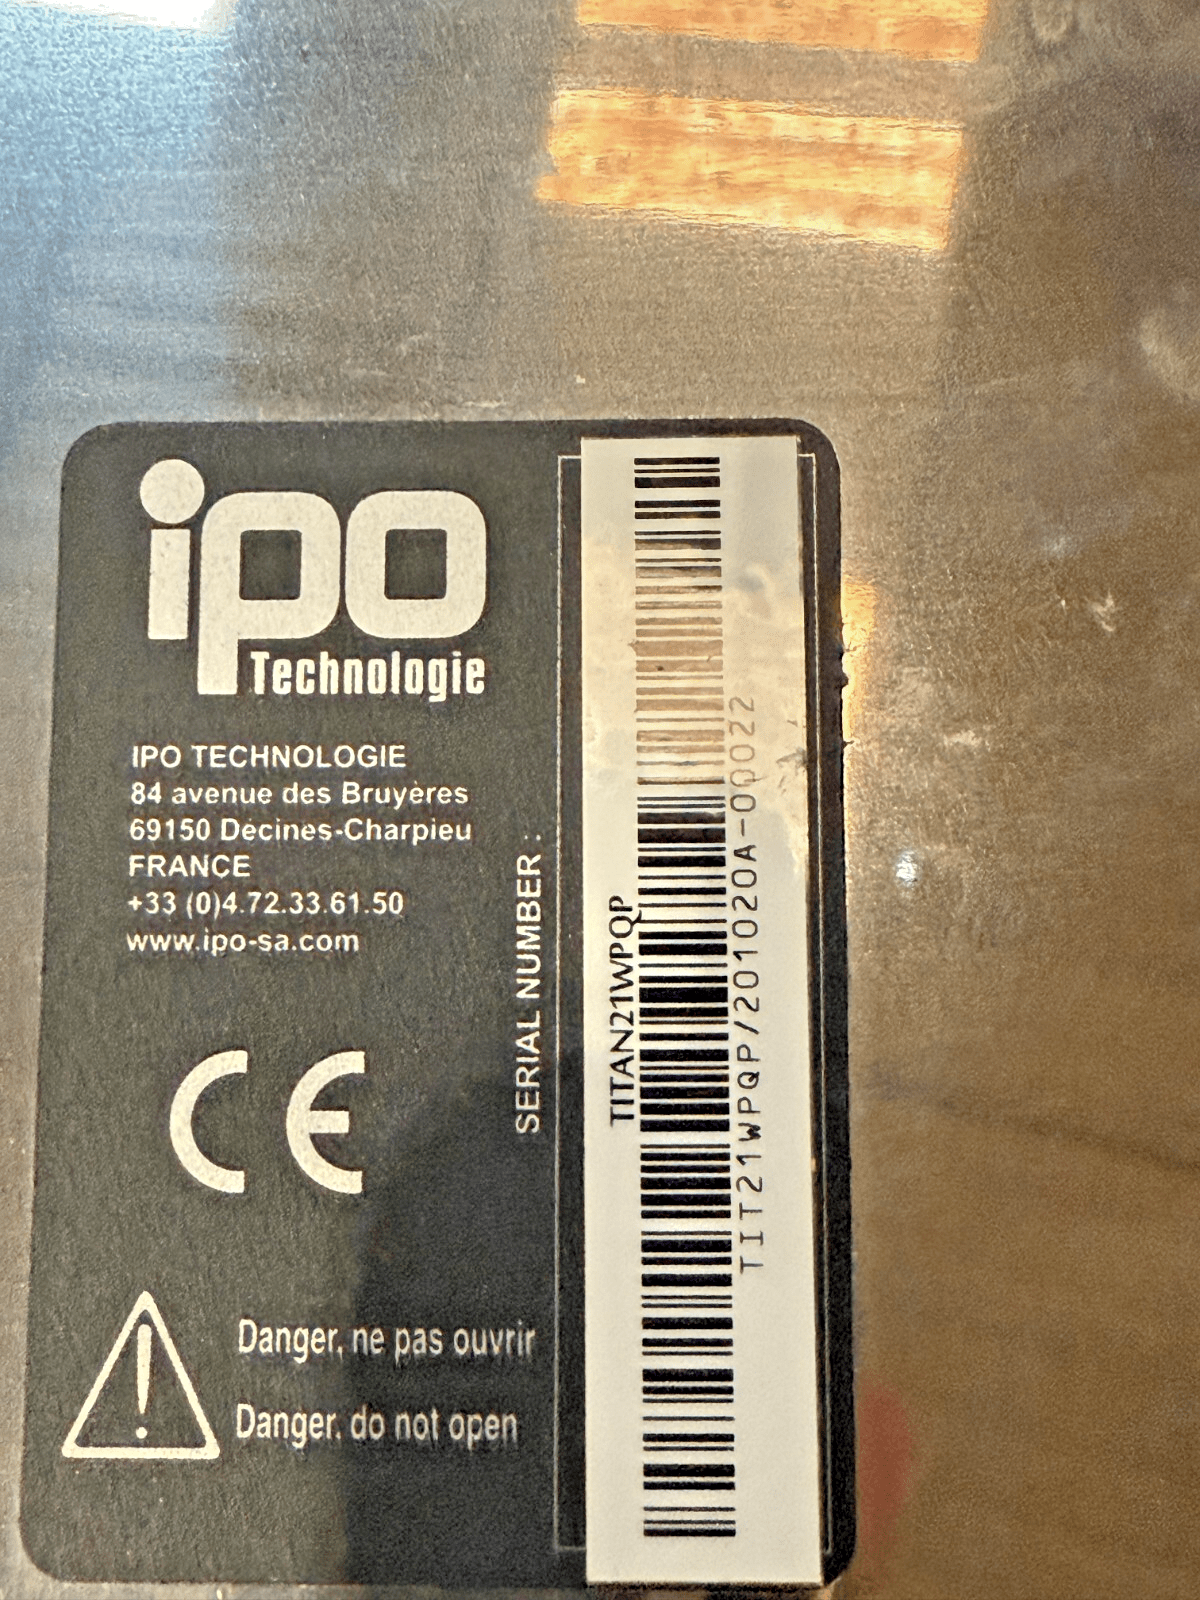 ipo
Technologie
IPO TECHNOLOGIE
84 avenue des Bruyères
69150 Décines-Charpieu
FRANCE
+33 (0)4.72.33.61.50
www.ipo-sa.com
CE
Danger, ne pas ouvrir
Danger, do not open
SERIAL NUMBER :
TITAN21WPQP
TIT21WPQP/201020A-00022